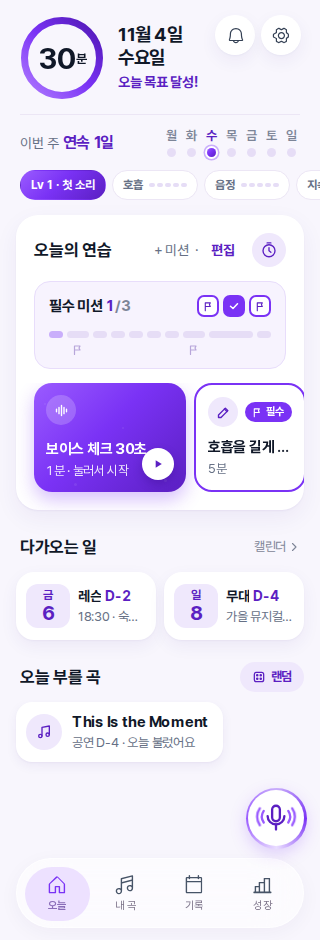 30분
11월 4일
수요일
오늘 목표 달성!
이번 주 연속 1일
월 화 수 목 금 토 일
Lv 1 · 첫 소리
호흡
음정
오늘의 연습
+ 미션 · 편집
필수 미션 1/3
보이스 체크 30초
1분 · 눌러서 시작
필수
호흡을 길게 ...
5분
다가오는 일
캘린더 >
금
6
레슨 D-2
18:30 · 숙...
일
8
무대 D-4
가을 뮤지컬...
오늘 부를 곡
랜덤
This Is the Moment
공연 D-4 · 오늘 불렀어요
오늘
내 곡
기록
성장